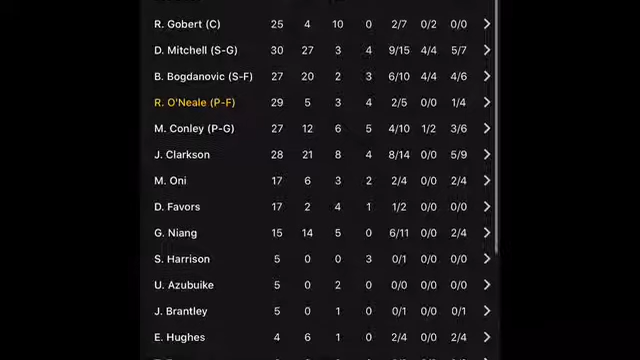 R. Gobert (C) 25 4 10 0 2/7 0/2 0/0
D. Mitchell (S-G) 30 27 3 4 9/15 4/4 5/7
B. Bogdanovic (S-F) 27 20 2 3 6/10 4/4 4/6
R. O'Neale (P-F) 29 5 3 4 2/5 0/0 1/4
M. Conley (P-G) 27 12 6 5 4/10 1/2 3/6
J. Clarkson 28 21 8 4 8/14 0/0 5/9
M. Oni 17 6 3 2 2/4 0/0 2/4
D. Favors 17 2 4 1 1/2 0/0 0/0
G. Niang 15 14 5 0 6/11 0/0 2/4
S. Harrison 5 0 0 3 0/1 0/0 0/0
U. Azubuike 5 0 2 0 0/0 0/0 0/0
J. Brantley 5 0 1 0 0/1 0/0 0/1
E. Hughes 4 6 1 0 2/4 0/0 2/4